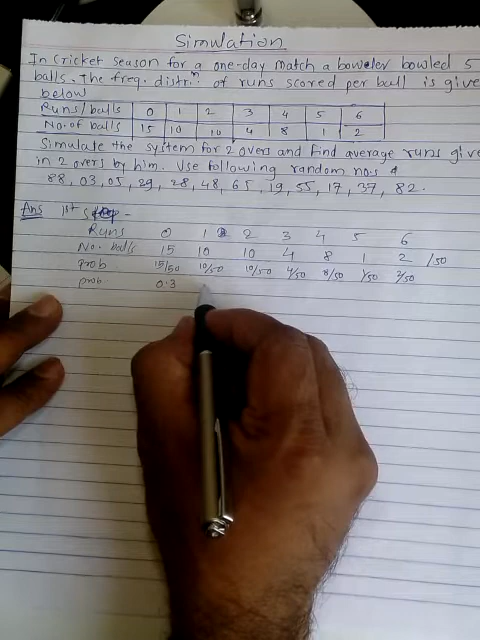 Simulation
In Cricket season for a one-day match a boweler bowled 5
balls. The freq. distri.n of runs scored per ball is give
below
Runs/balls 0 1 2 3 4 5 6
No. of balls 15 10 10 4 8 1 2
Simulate the system for 2 overs and find average runs give
in 2 overs by him. Use following random nos
88, 03, 05, 29, 28, 48, 65, 19, 55, 17, 37, 82.
Ans 1st step -
Runs 0 1 2 3 4 5 6
No. balls 15 10 10 4 8 1 2 /50
prob 15/50 10/50 10/50 4/50 8/50 1/50 2/50
prob. 0.3